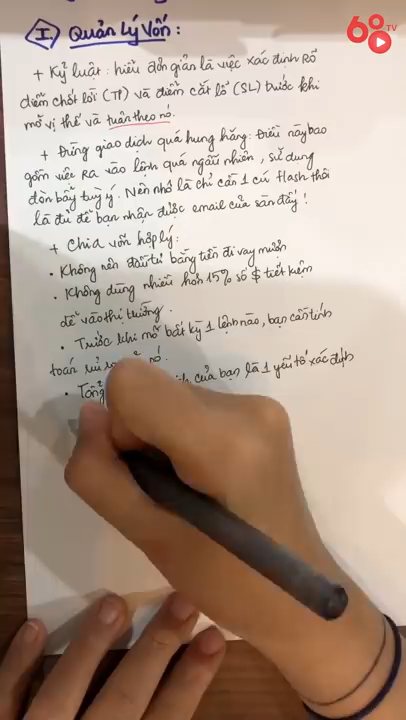 68 TV
I. Quản Lý Vốn:
+ Kỷ luật: hiểu đơn giản là việc xác định Rổ
điểm chốt lời (TP) và điểm cắt lỗ (SL) trước khi
mở vị thế và tuân theo nó.
+ Đừng giao dịch quá hung hăng: Điều này bao
gồm việc ra vào lệnh quá ngẫu nhiên, sử dụng
đòn bẫy tuỳ ý. Nên nhớ là chỉ cần 1 cú flash thôi
là đủ để bạn nhận được email của sàn đấy!
+ Chia vốn hợp lý:
• Không nên đầu tư bằng tiền đi vay mượn
• Không dùng nhiều hơn 15% số $ tiết kiệm
để vào thị trường.
• Trước khi mở bất kỳ 1 lệnh nào, bạn cần tính
toán rủi nó.
• Tổng của bạn là 1 yếu tố xác định